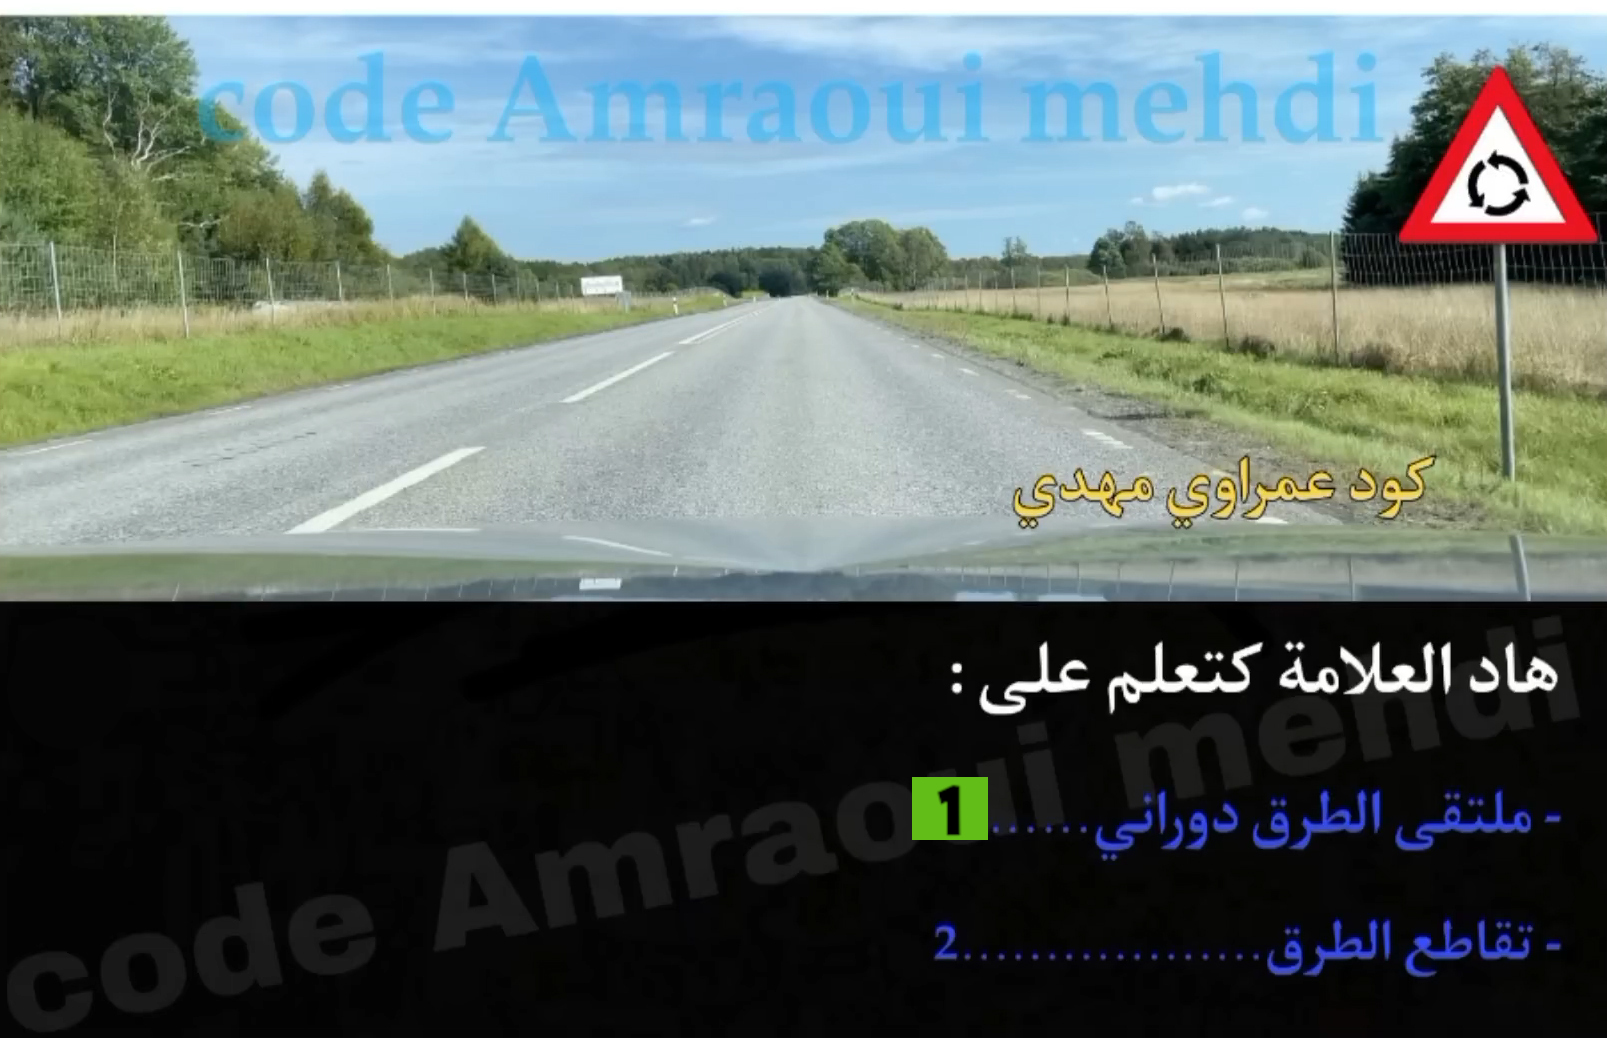 code Amraoui mehdi
كود عمراوي مهدي
هاد العلامة كتعلم على :
- ملتقى الطرق دوراني......1
- تقاطع الطرق..................2
code Amraoui mehdi